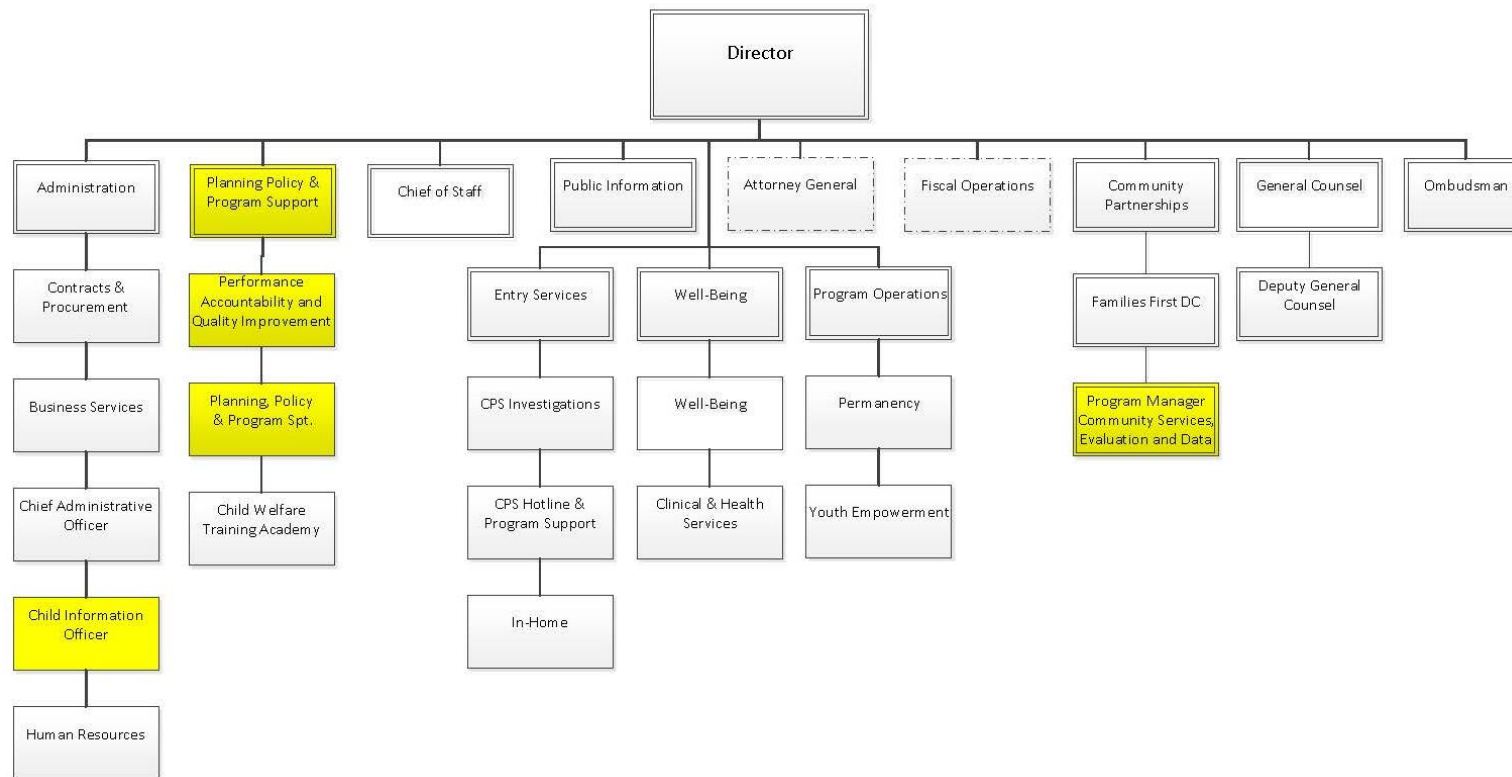 Director
Administration
Planning Policy &
Program Support
Chief of Staff
Public Information
Attorney General
Fiscal Operations
Community
Partnerships
General Counsel
Ombudsman
Contracts &
Procurement
Performance
Accountability and
Quality Improvement
Entry Services
Well-Being
Program Operations
Families First DC
Deputy General
Counsel
Business Services
Planning, Policy
& Program Spt.
CPS Investigations
Well-Being
Permanency
Program Manager
Community Services,
Evaluation and Data
Chief Administrative
Officer
Child Welfare
Training Academy
CPS Hotline &
Program Support
Clinical & Health
Services
Youth Empowerment
Child Information
Officer
In-Home
Human Resources